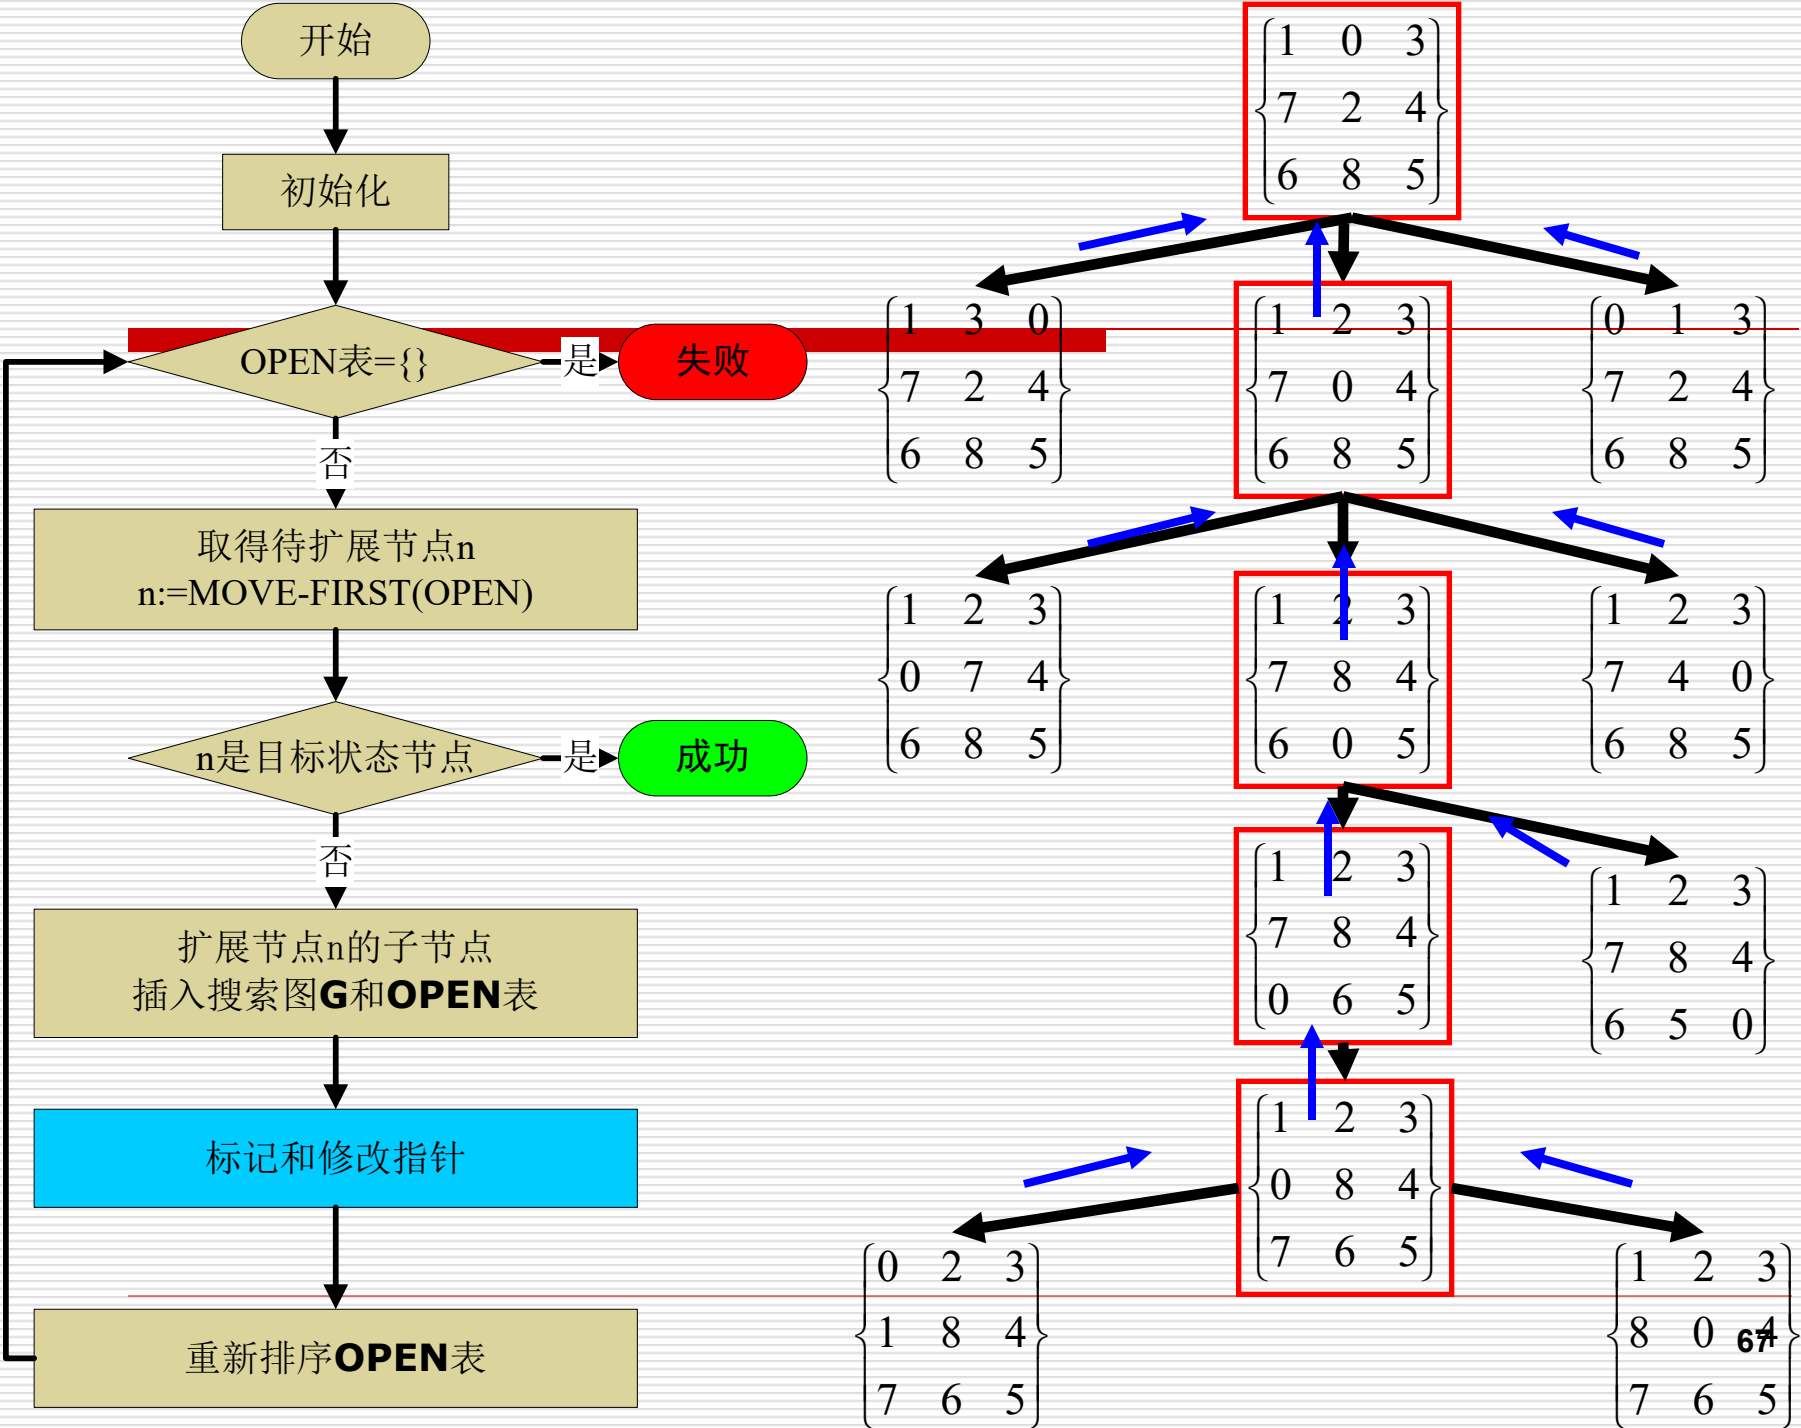 开始
初始化
OPEN表={}
是
失败
否
取得待扩展节点n
n:=MOVE-FIRST(OPEN)
n是目标状态节点
是
成功
否
扩展节点n的子节点
插入搜索图G和OPEN表
标记和修改指针
重新排序OPEN表
1 0 3
7 2 4
6 8 5
1 3 0
7 2 4
6 8 5
1 2 3
7 0 4
6 8 5
0 1 3
7 2 4
6 8 5
1 2 3
0 7 4
6 8 5
1 2 3
7 8 4
6 0 5
1 2 3
7 4 0
6 8 5
1 2 3
7 8 4
0 6 5
1 2 3
7 8 4
6 5 0
1 2 3
0 8 4
7 6 5
0 2 3
1 8 4
7 6 5
1 2 3
8 0 4
7 6 5
67